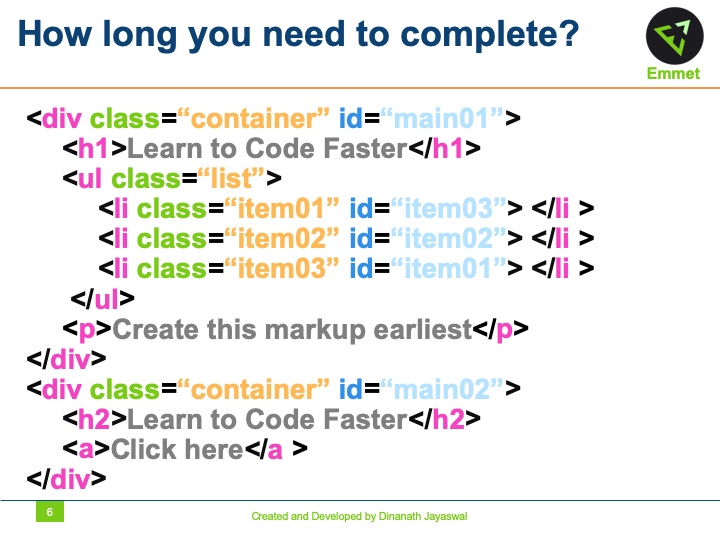 How long you need to complete?
Emmet
<div class=“container” id=“main01”>
<h1>Learn to Code Faster</h1>
<ul class=“list”>
<li class=“item01” id=“item03”> </li >
<li class=“item02” id=“item02”> </li >
<li class=“item03” id=“item01”> </li >
</ul>
<p>Create this markup earliest</p>
</div>
<div class=“container” id=“main02”>
<h2>Learn to Code Faster</h2>
<a>Click here</a >
</div>
6
Created and Developed by Dinanath Jayaswal